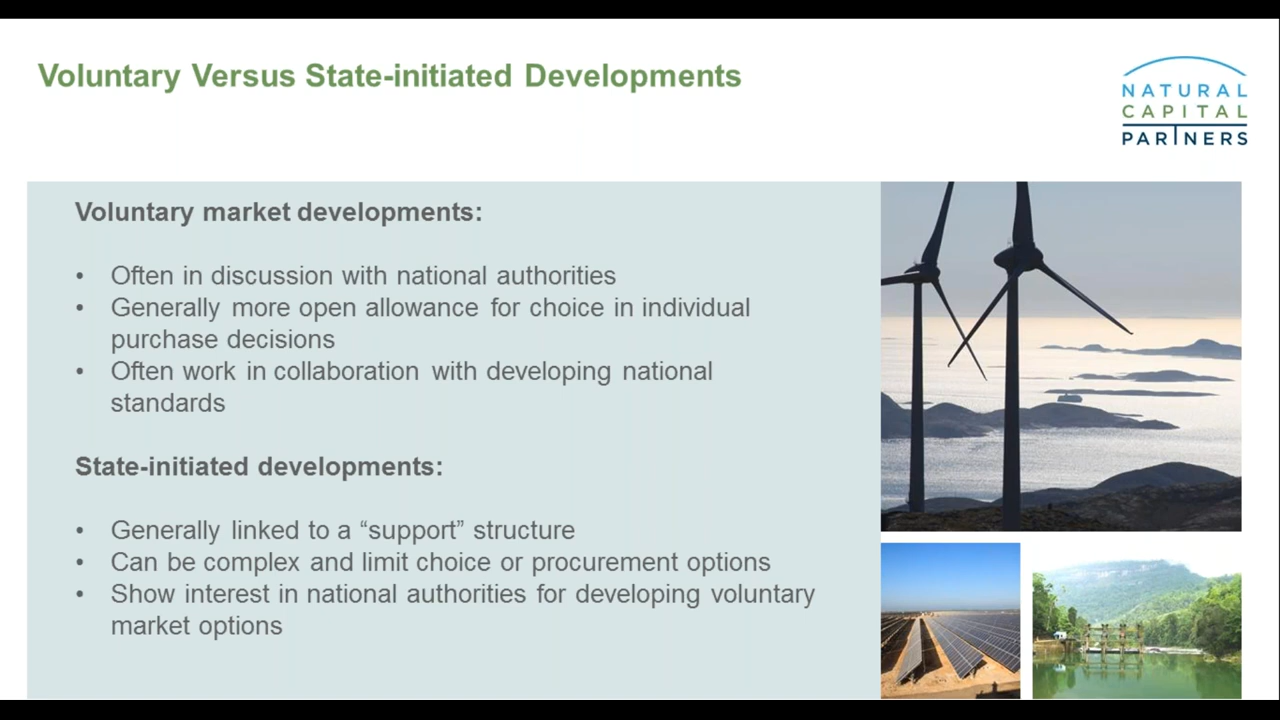 Voluntary Versus State-initiated Developments
NATURAL
CAPITAL
PARTNERS
Voluntary market developments:
• Often in discussion with national authorities
• Generally more open allowance for choice in individual
purchase decisions
• Often work in collaboration with developing national
standards
State-initiated developments:
• Generally linked to a “support” structure
• Can be complex and limit choice or procurement options
• Show interest in national authorities for developing voluntary
market options